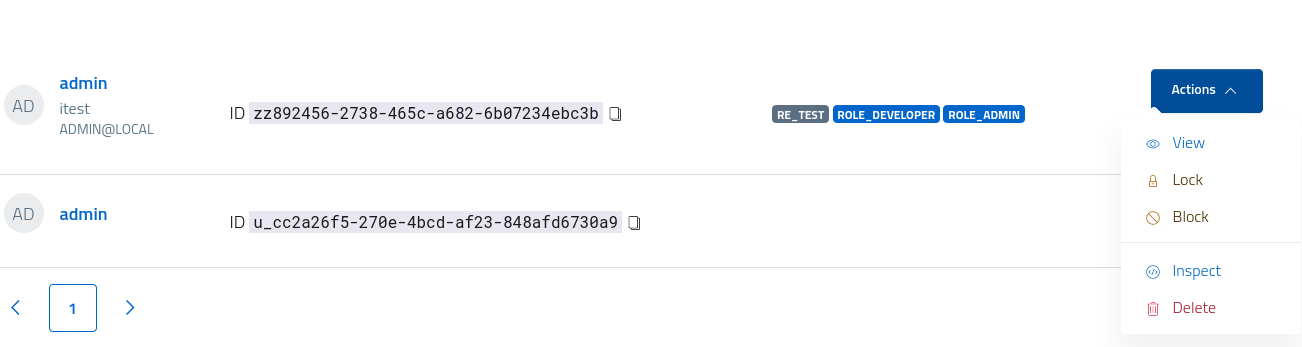 AD
admin
itest
ADMIN@LOCAL
ID zz892456-2738-465c-a682-6b07234ebc3b
RE_TEST ROLE_DEVELOPER ROLE_ADMIN
Actions
View
Lock
Block
Inspect
Delete
AD
admin
ID u_cc2a26f5-270e-4bcd-af23-848afd6730a9
1